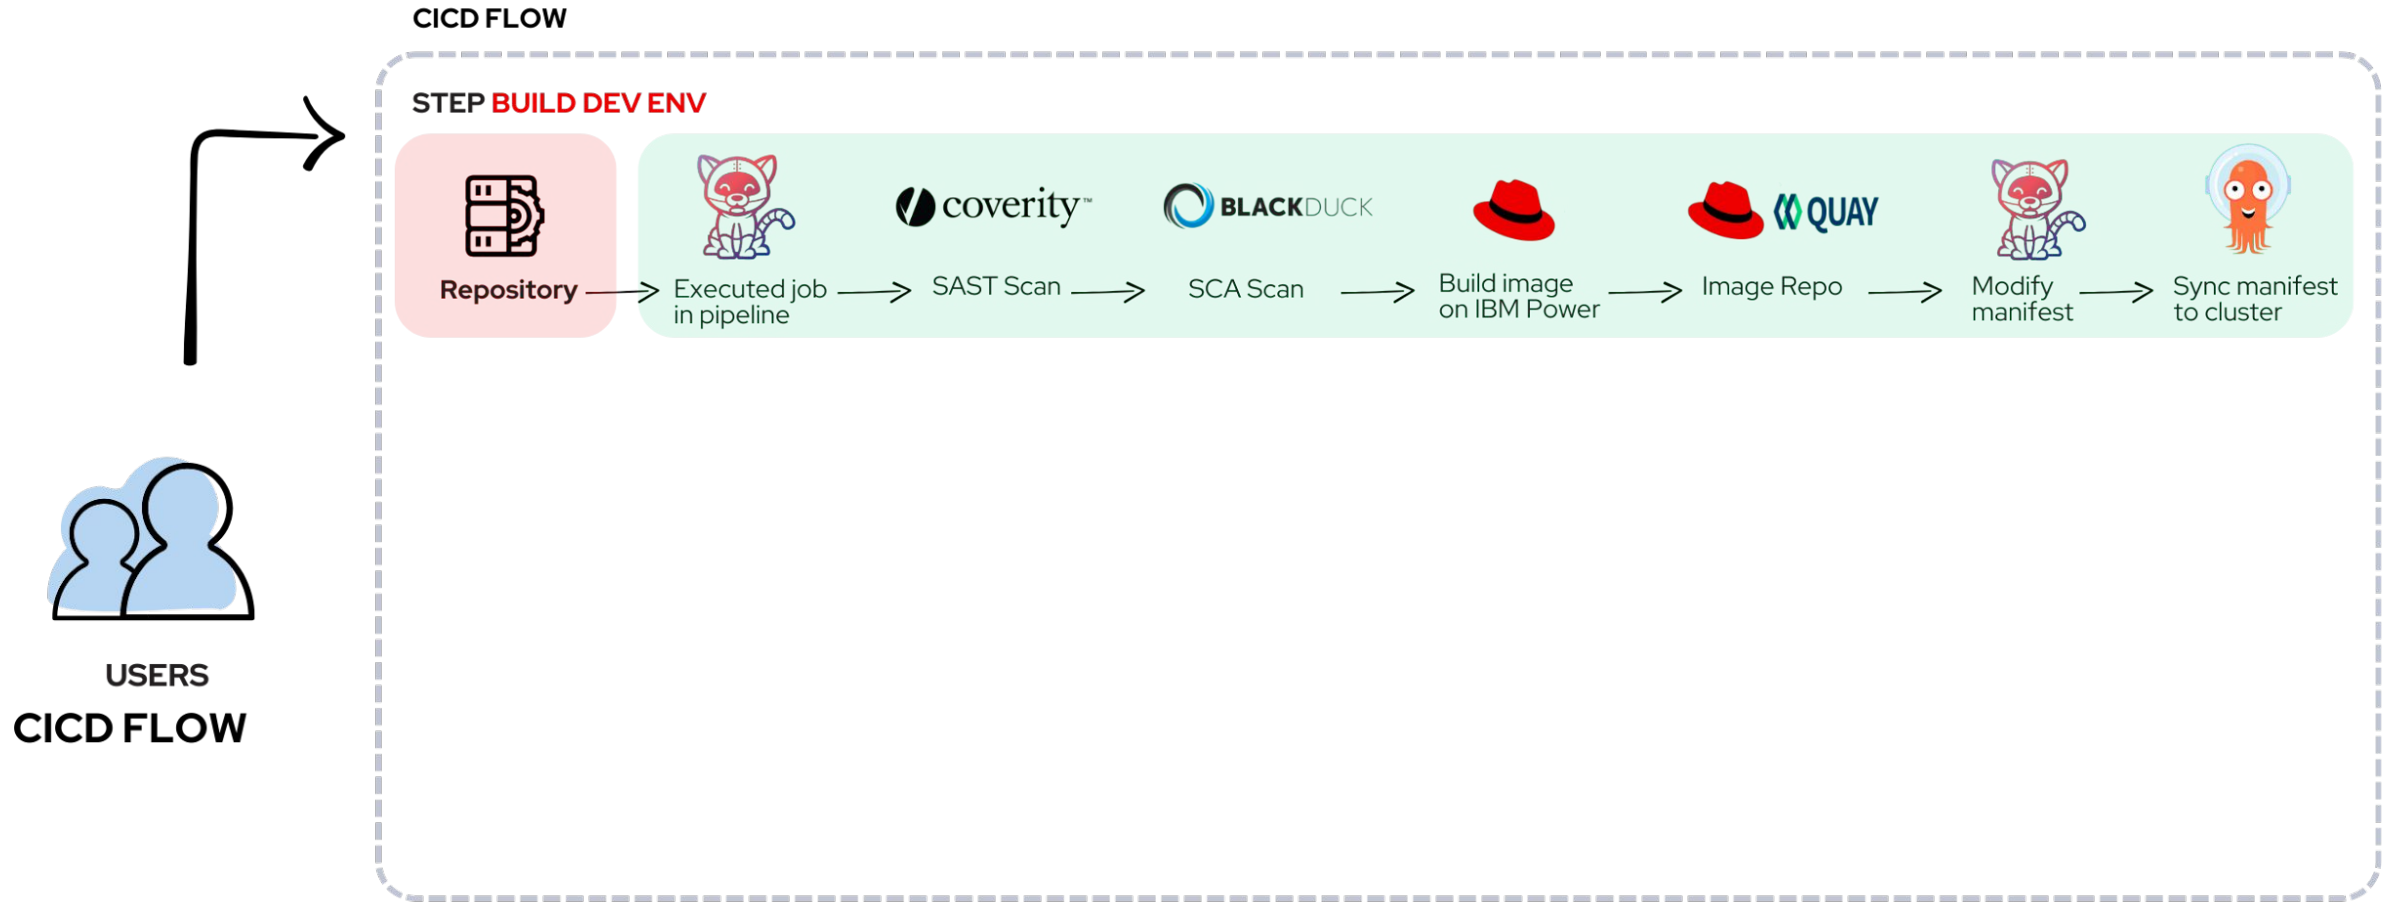 CICD FLOW
STEP BUILD DEV ENV
coverity™
BLACKDUCK
QUAY
Repository
Executed job
in pipeline
SAST Scan
SCA Scan
Build image
on IBM Power
Image Repo
Modify
manifest
Sync manifest
to cluster
USERS
CICD FLOW